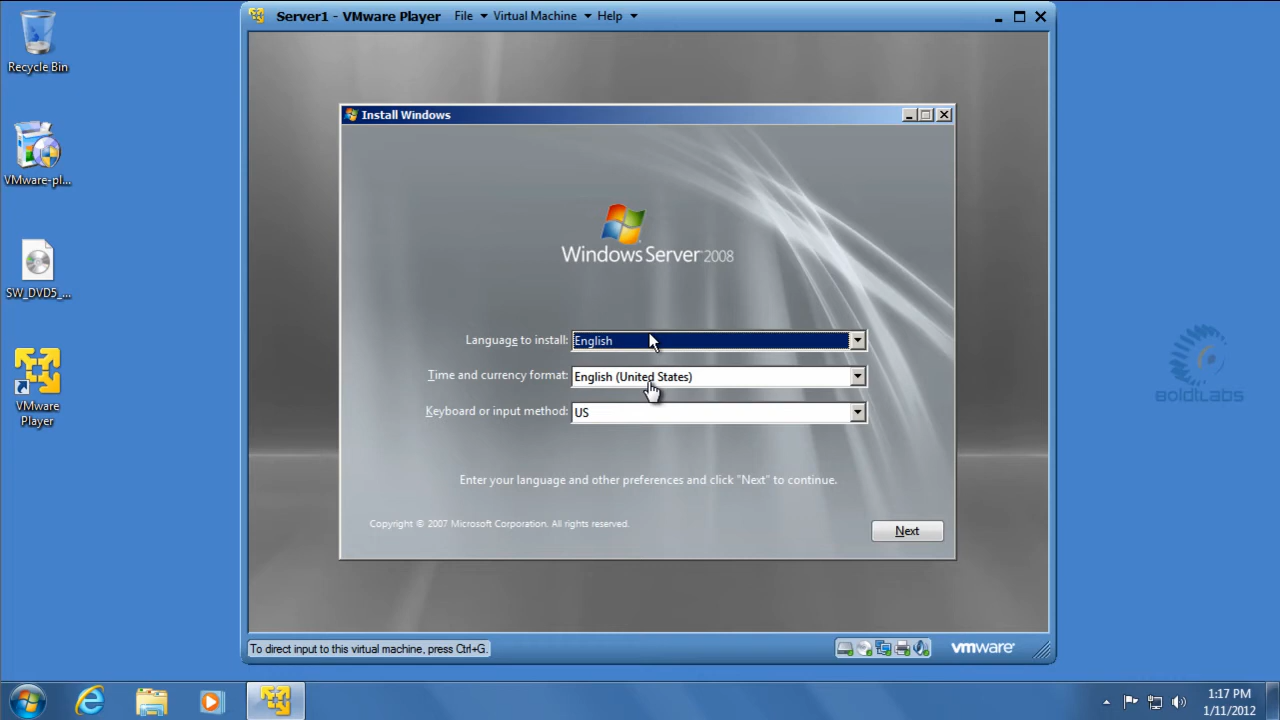 Server1 - VMware Player File Virtual Machine Help
Recycle Bin
Install Windows
VMware-pl...
Windows Server 2008
SW_DVD5_...
Language to install: English
Time and currency format: English (United States)
Keyboard or input method: US
VMware
Player
BOldtLabs
Enter your language and other preferences and click "Next" to continue.
Copyright © 2007 Microsoft Corporation. All rights reserved.
Next
To direct input to this virtual machine, press Ctrl+G.
vmware
1:17 PM
1/11/2012